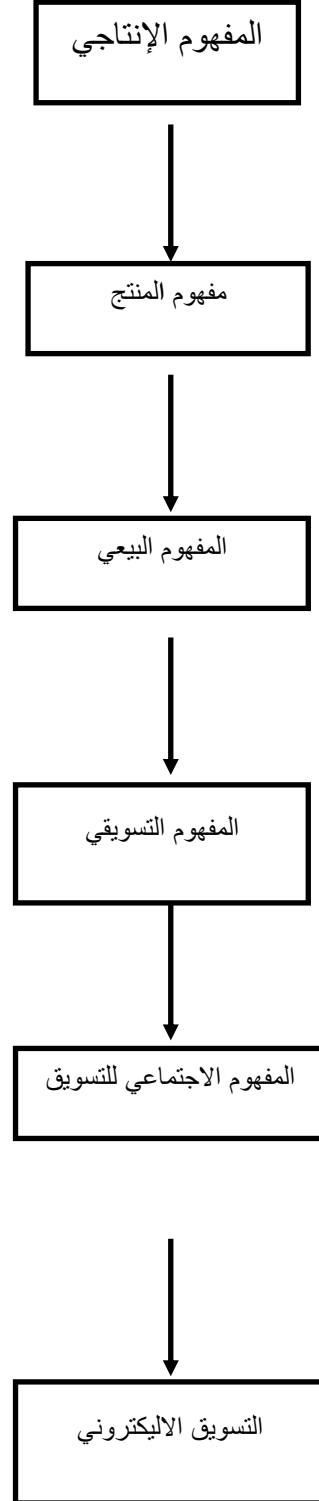 المفهوم الإنتاجي
مفهوم المنتج
المفهوم البيعي
المفهوم التسويقي
المفهوم الاجتماعي للتسويق
التسويق الاليكتروني